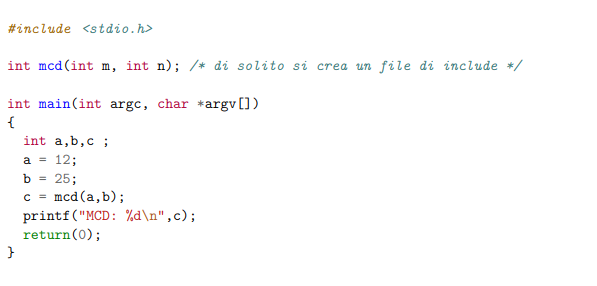 #include <stdio.h>
int mcd(int m, int n); /* di solito si crea un file di include */
int main(int argc, char *argv[])
{
int a,b,c ;
a = 12;
b = 25;
c = mcd(a,b);
printf("MCD: %d\n",c);
return(0);
}